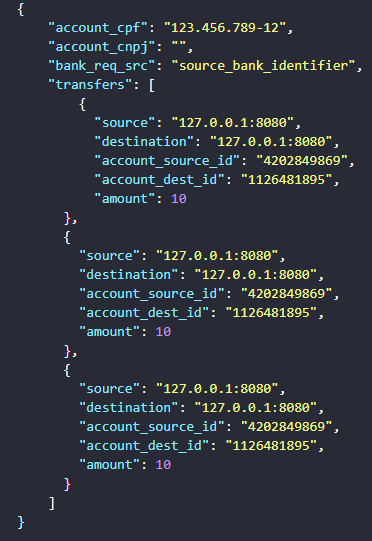 {
"account_cpf": "123.456.789-12",
"account_cnpj": "",
"bank_req_src": "source_bank_identifier",
"transfers": [
{
"source": "127.0.0.1:8080",
"destination": "127.0.0.1:8080",
"account_source_id": "4202849869",
"account_dest_id": "1126481895",
"amount": 10
},
{
"source": "127.0.0.1:8080",
"destination": "127.0.0.1:8080",
"account_source_id": "4202849869",
"account_dest_id": "1126481895",
"amount": 10
},
{
"source": "127.0.0.1:8080",
"destination": "127.0.0.1:8080",
"account_source_id": "4202849869",
"account_dest_id": "1126481895",
"amount": 10
}
]
}